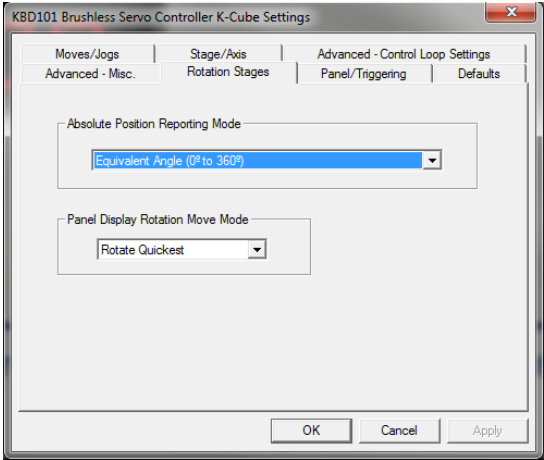 KBD101 Brushless Servo Controller K-Cube Settings
Moves/Jogs Stage/Axis Advanced - Control Loop Settings
Advanced - Misc. Rotation Stages Panel/Triggering Defaults
Absolute Position Reporting Mode
Equivalent Angle (0º to 360º)
Panel Display Rotation Move Mode
Rotate Quickest
OK Cancel Apply